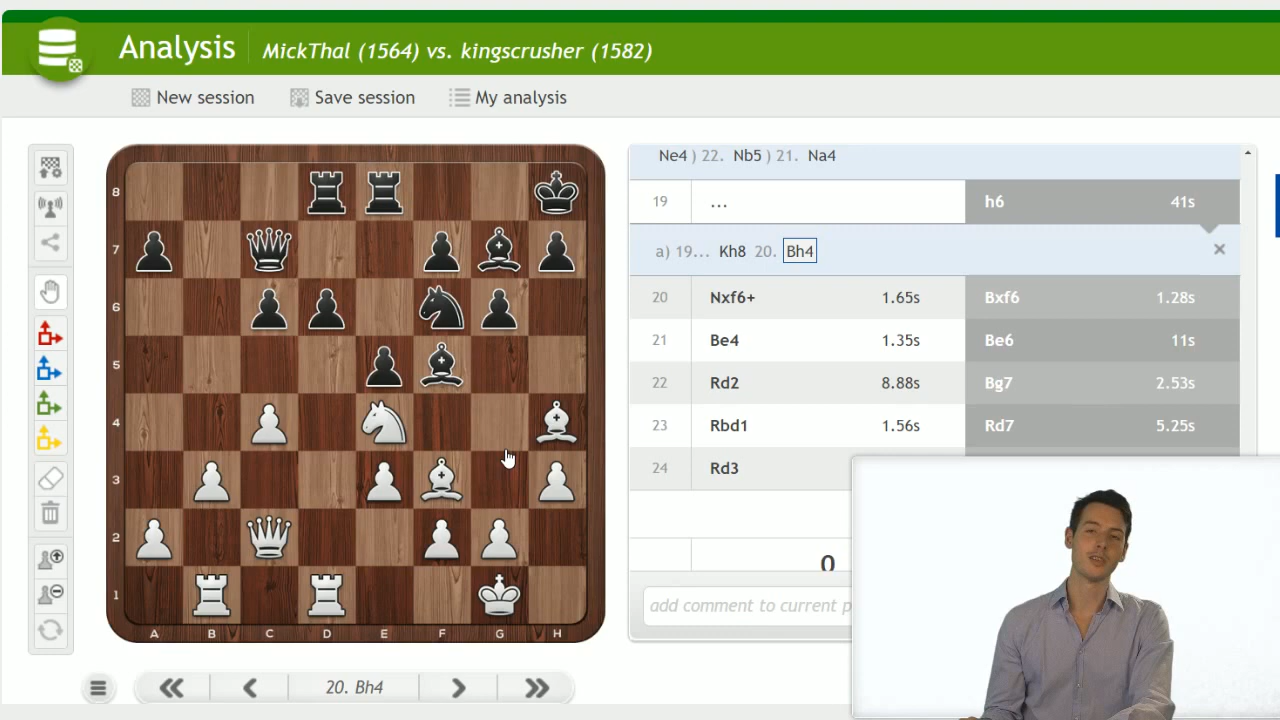 Analysis
MickThal (1564) vs. kingscrusher (1582)
New session
Save session
My analysis
Ne4 ) 22. Nb5 ) 21. Na4
19 ... h6 41s
a) 19... Kh8 20. Bh4
20 Nxf6+ 1.65s Bxf6 1.28s
21 Be4 1.35s Be6 11s
22 Rd2 8.88s Bg7 2.53s
23 Rbd1 1.56s Rd7 5.25s
24 Rd3
0
add comment to current p
8
7
6
5
4
3
2
1
A B C D E F G H
20. Bh4